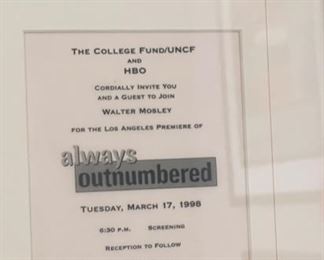 THE COLLEGE FUND/UNCF
AND
HBO
CORDIALLY INVITE YOU
AND A GUEST TO JOIN
WALTER MOSLEY
FOR THE LOS ANGELES PREMIERE OF
always
outnumbered
TUESDAY, MARCH 17, 1998
6:30 P.M. SCREENING
RECEPTION TO FOLLOW